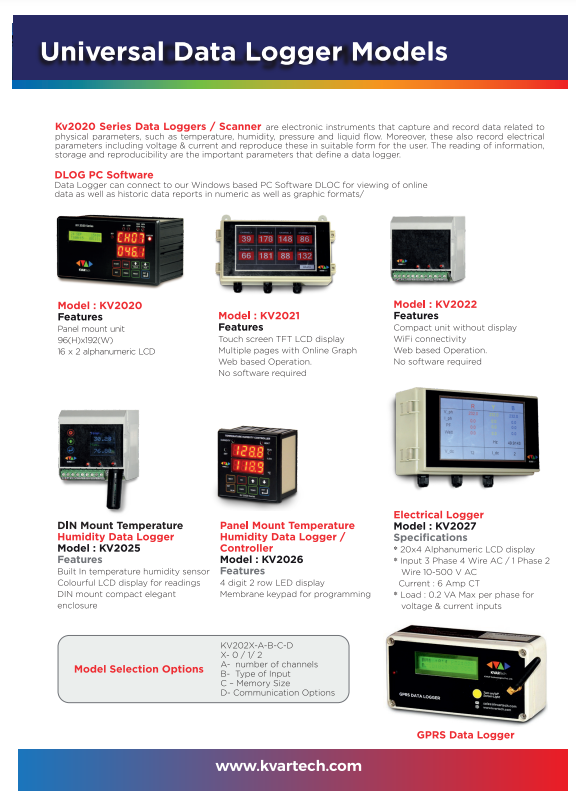 Universal Data Logger Models
Kv2020 Series Data Loggers / Scanner are electronic instruments that capture and record data related to
physical parameters, such as temperature, humidity, pressure and liquid flow. Moreover, these also record electrical
parameters including voltage & current and reproduce these in suitable form for the user. The reading of information,
storage and reproducibility are the important parameters that define a data logger.
DLOG PC Software
Data Logger can connect to our Windows based PC Software DLOC for viewing of online
data as well as historic data reports in numeric as well as graphic formats/
CH07
046.1
39 178 148 86
66 181 88 132
Model : KV2020
Features
Panel mount unit
96(H)x192(W)
16 x 2 alphanumeric LCD
Model : KV2021
Features
Touch screen TFT LCD display
Multiple pages with Online Graph
Web based Operation.
No software required
Model : KV2022
Features
Compact unit without display
WiFi connectivity
Web based Operation.
No software required
128.8
118.9
DIN Mount Temperature
Humidity Data Logger
Model : KV2025
Features
Built In temperature humidity sensor
Colourful LCD display for readings
DIN mount compact elegant
enclosure
Panel Mount Temperature
Humidity Data Logger /
Controller
Model : KV2026
Features
4 digit 2 row LED display
Membrane keypad for programming
Electrical Logger
Model : KV2027
Specifications
* 20x4 Alphanumeric LCD display
* Input 3 Phase 4 Wire AC / 1 Phase 2
Wire 10-500 V AC
Current : 6 Amp CT
* Load : 0.2 VA Max per phase for
voltage & current inputs
Model Selection Options
KV202X-A-B-C-D
X- 0 / 1/ 2
A- number of channels
B- Type of Input
C – Memory Size
D- Communication Options
GPRS DATA LOGGER
GPRS Data Logger
www.kvartech.com